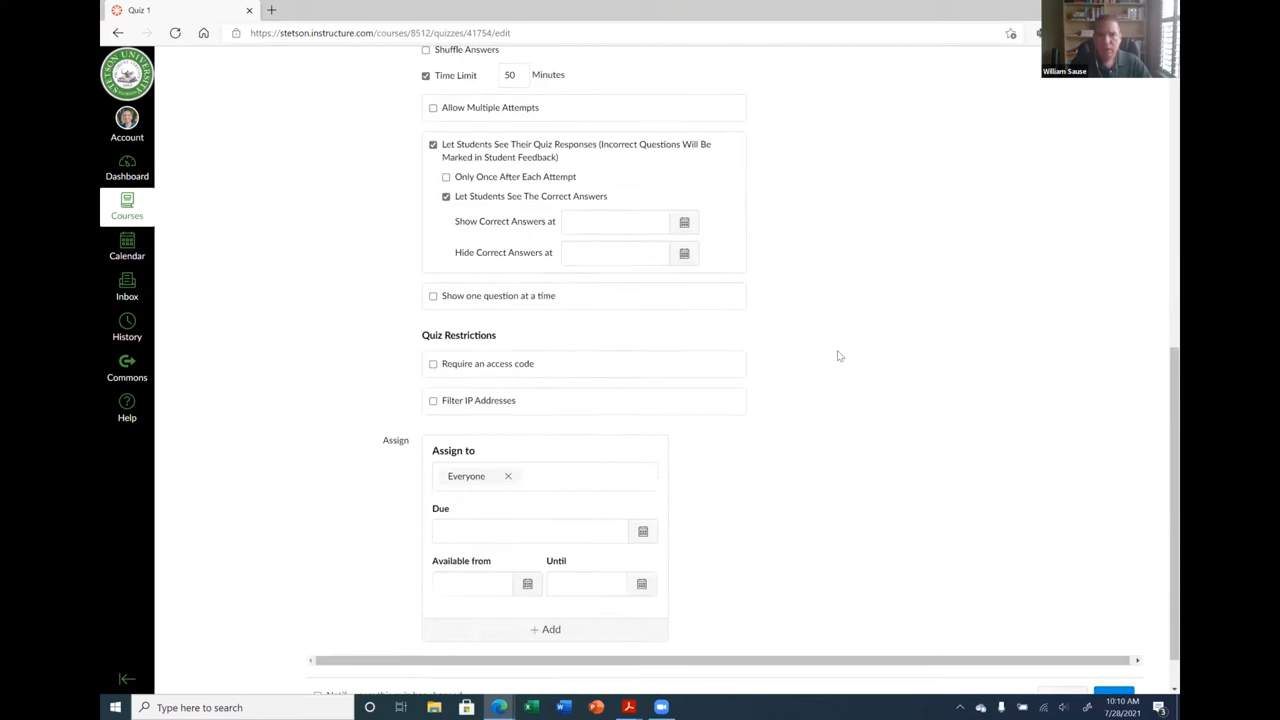 Quiz 1
https://stetson.instructure.com/courses/8512/quizzes/41754/edit
William Sause
STETSON UNIVERSITY
Account
Dashboard
Courses
Calendar
Inbox
History
Commons
Help
Shuffle Answers
Time Limit 50 Minutes
Allow Multiple Attempts
Let Students See Their Quiz Responses (Incorrect Questions Will Be
Marked in Student Feedback)
Only Once After Each Attempt
Let Students See The Correct Answers
Show Correct Answers at
Hide Correct Answers at
Show one question at a time
Quiz Restrictions
Require an access code
Filter IP Addresses
Assign
Assign to
Everyone
Due
Available from Until
+ Add
Type here to search
10:10 AM
7/28/2021
3